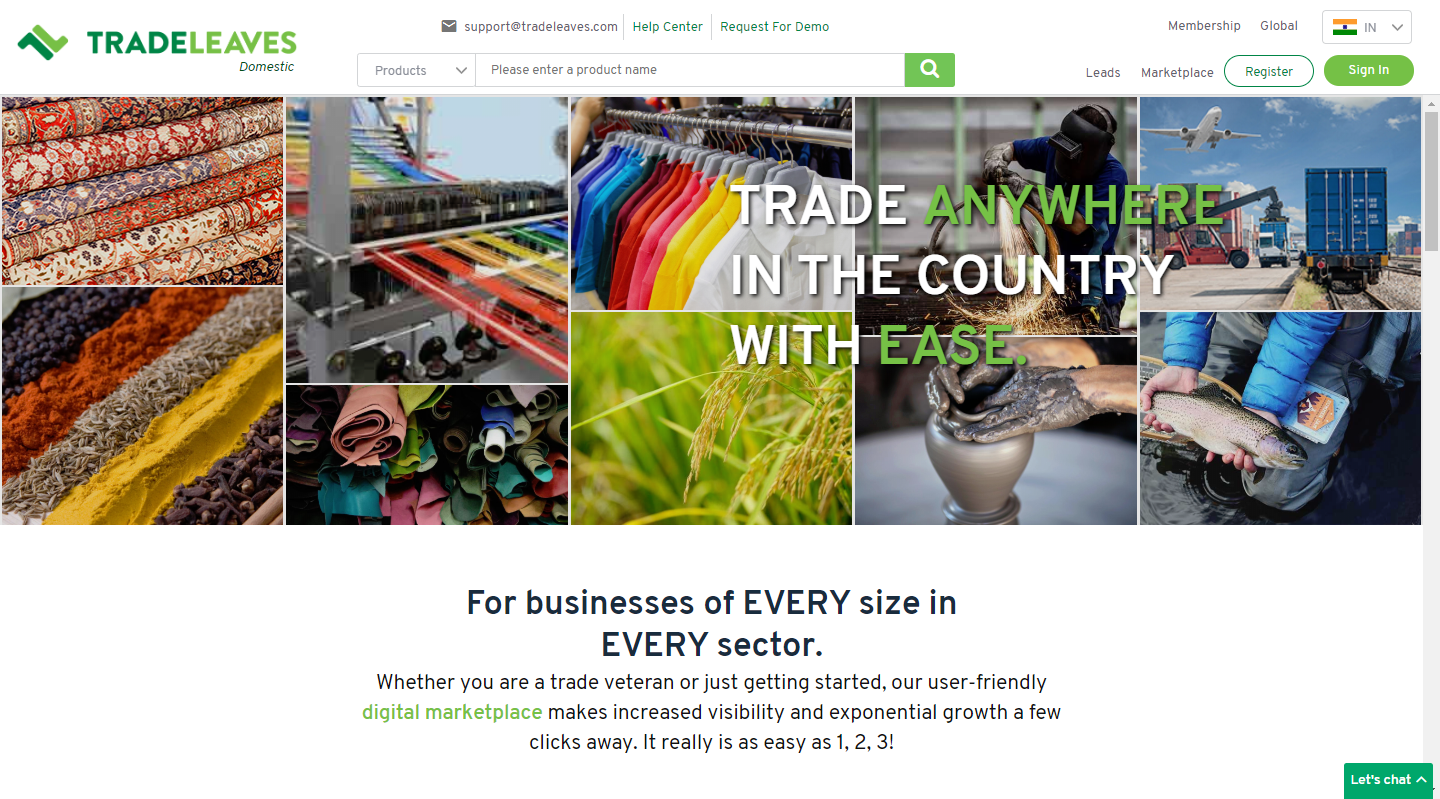 support@tradeleaves.com Help Center Request For Demo
Membership Global IN
TRADELEAVES
Domestic
Products Please enter a product name
Leads Marketplace Register Sign In
TRADE ANYWHERE
IN THE COUNTRY
WITH EASE.
For businesses of EVERY size in
EVERY sector.
Whether you are a trade veteran or just getting started, our user-friendly
digital marketplace makes increased visibility and exponential growth a few
clicks away. It really is as easy as 1, 2, 3!
Let's chat